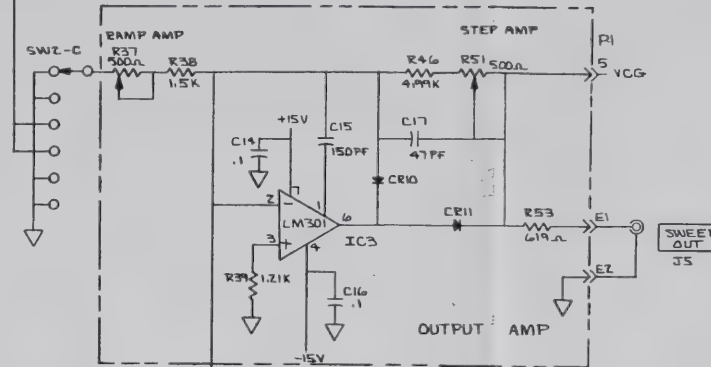 RAMP AMP
STEP AMP
SW2-C
R37
500Ω
R38
1.5K
R46
4.99K
R51
500Ω
P1
5
VCG
+15V
C14
.1
C15
150PF
C17
47PF
CR10
7
1
2
-
LM301
6
3
+
4
IC3
CR11
R53
619Ω
E1
SWEEP
OUT
J5
E2
R39
1.21K
C16
.1
-15V
OUTPUT AMP